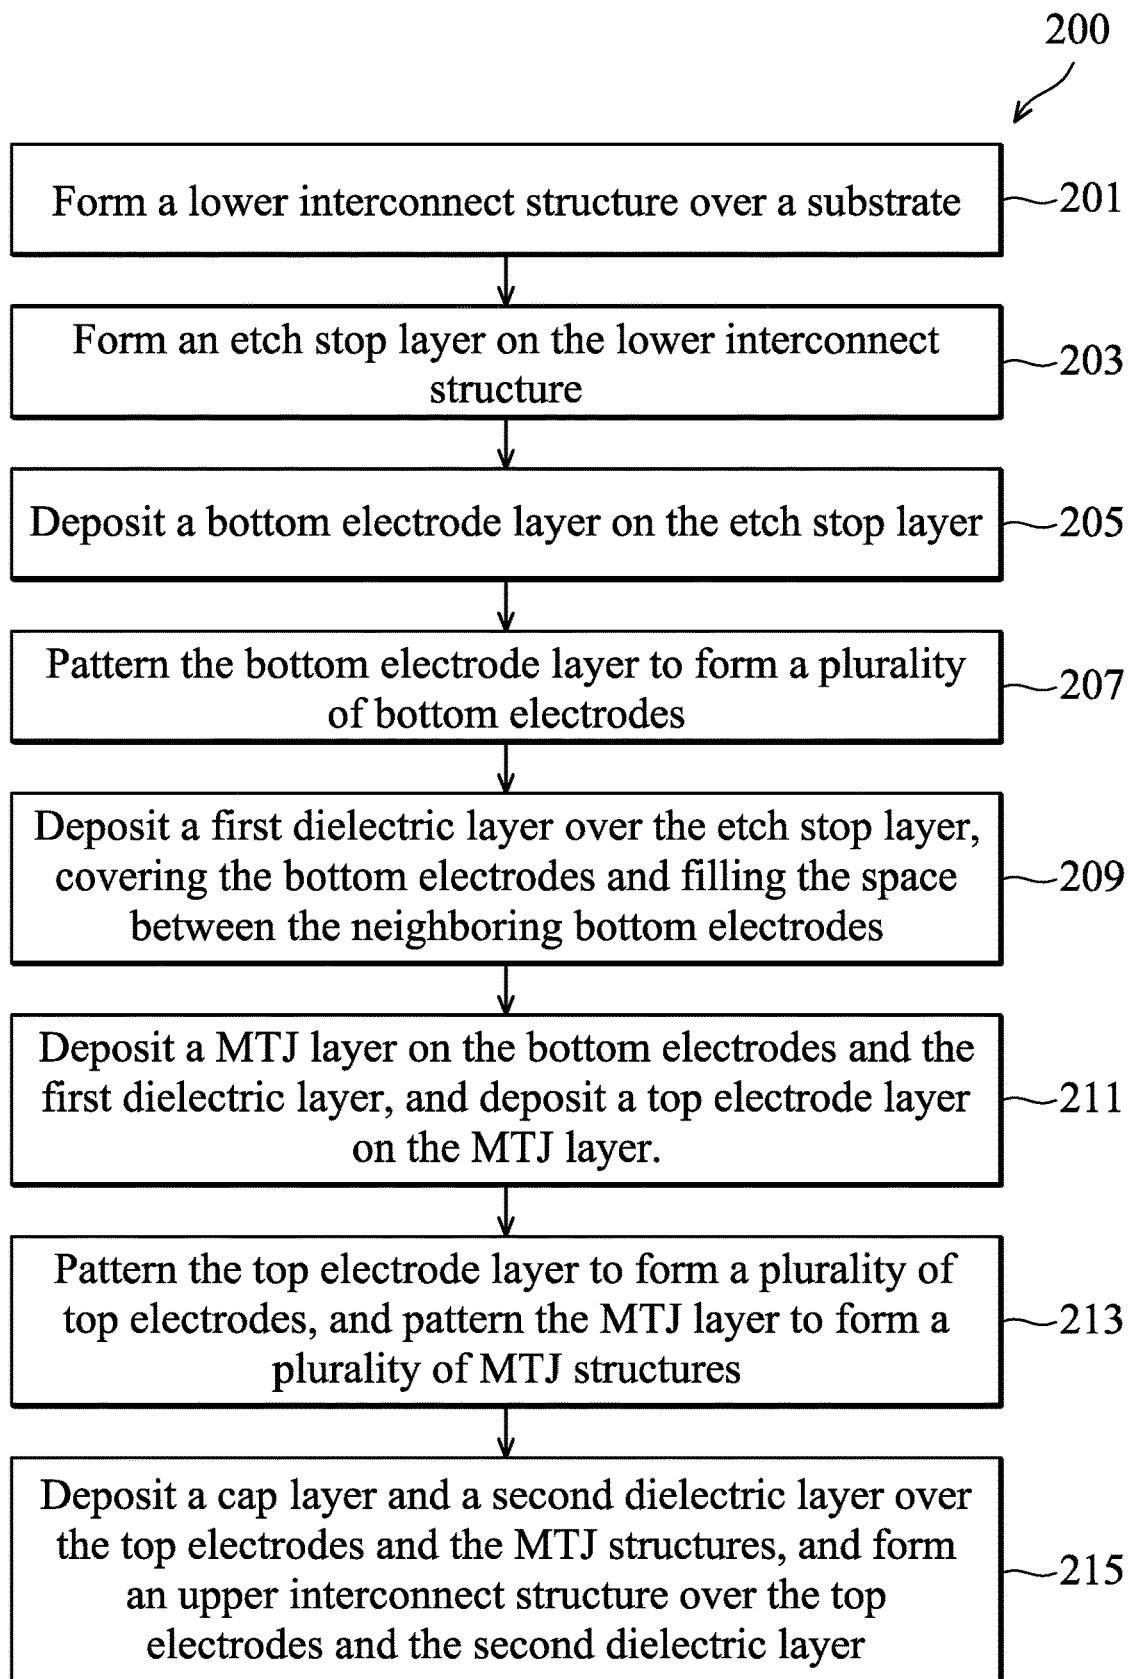 200
Form a lower interconnect structure over a substrate
201
Form an etch stop layer on the lower interconnect
structure
203
Deposit a bottom electrode layer on the etch stop layer
205
Pattern the bottom electrode layer to form a plurality
of bottom electrodes
207
Deposit a first dielectric layer over the etch stop layer,
covering the bottom electrodes and filling the space
between the neighboring bottom electrodes
209
Deposit a MTJ layer on the bottom electrodes and the
first dielectric layer, and deposit a top electrode layer
on the MTJ layer.
211
Pattern the top electrode layer to form a plurality of
top electrodes, and pattern the MTJ layer to form a
plurality of MTJ structures
213
Deposit a cap layer and a second dielectric layer over
the top electrodes and the MTJ structures, and form
an upper interconnect structure over the top
electrodes and the second dielectric layer
215